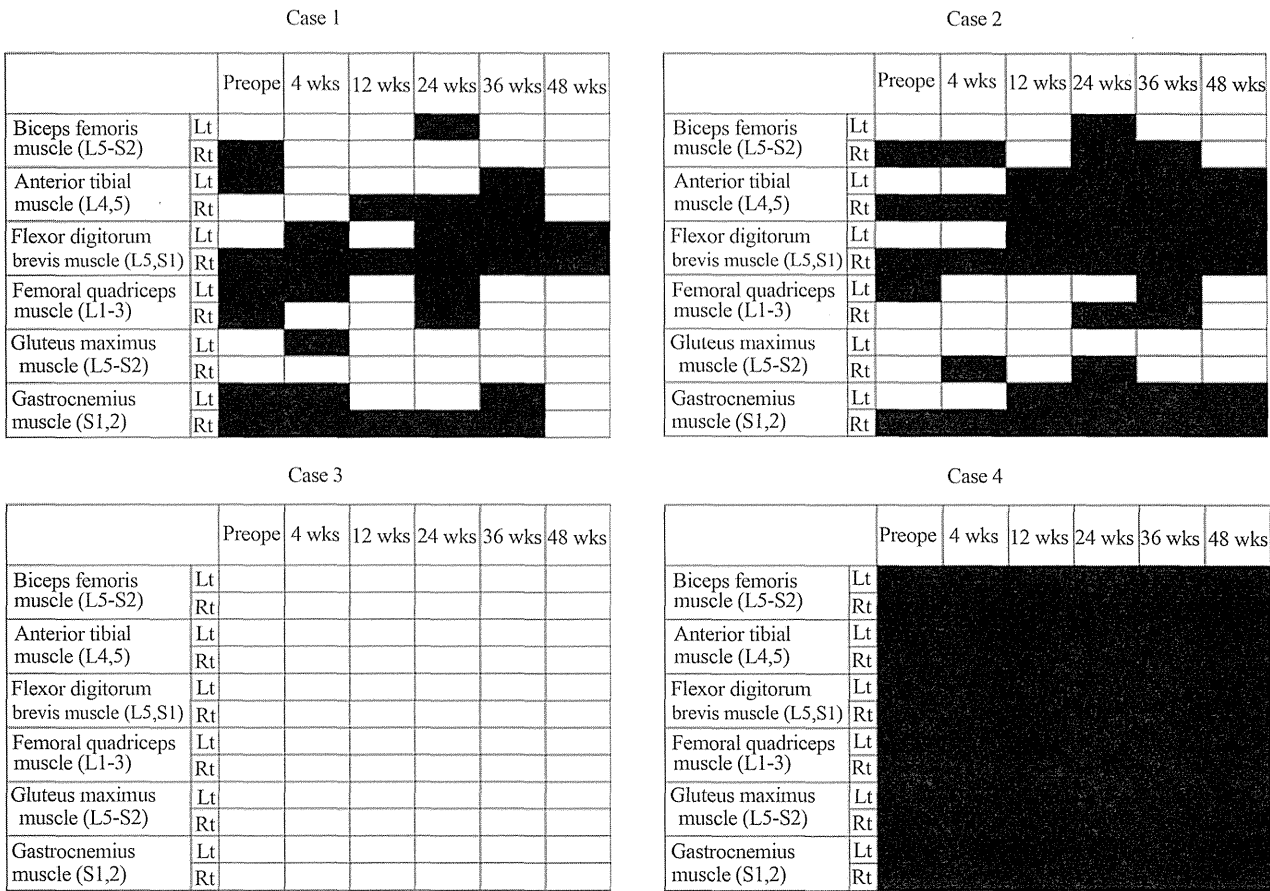 Case 1
Preope 4 wks 12 wks 24 wks 36 wks 48 wks
Biceps femoris
muscle (L5-S2)
Lt
Rt
Anterior tibial
muscle (L4,5)
Lt
Rt
Flexor digitorum
brevis muscle (L5,S1)
Lt
Rt
Femoral quadriceps
muscle (L1-3)
Lt
Rt
Gluteus maximus
muscle (L5-S2)
Lt
Rt
Gastrocnemius
muscle (S1,2)
Lt
Rt
Case 2
Preope 4 wks 12 wks 24 wks 36 wks 48 wks
Biceps femoris
muscle (L5-S2)
Lt
Rt
Anterior tibial
muscle (L4,5)
Lt
Rt
Flexor digitorum
brevis muscle (L5,S1)
Lt
Rt
Femoral quadriceps
muscle (L1-3)
Lt
Rt
Gluteus maximus
muscle (L5-S2)
Lt
Rt
Gastrocnemius
muscle (S1,2)
Lt
Rt
Case 3
Preope 4 wks 12 wks 24 wks 36 wks 48 wks
Biceps femoris
muscle (L5-S2)
Lt
Rt
Anterior tibial
muscle (L4,5)
Lt
Rt
Flexor digitorum
brevis muscle (L5,S1)
Lt
Rt
Femoral quadriceps
muscle (L1-3)
Lt
Rt
Gluteus maximus
muscle (L5-S2)
Lt
Rt
Gastrocnemius
muscle (S1,2)
Lt
Rt
Case 4
Preope 4 wks 12 wks 24 wks 36 wks 48 wks
Biceps femoris
muscle (L5-S2)
Lt
Rt
Anterior tibial
muscle (L4,5)
Lt
Rt
Flexor digitorum
brevis muscle (L5,S1)
Lt
Rt
Femoral quadriceps
muscle (L1-3)
Lt
Rt
Gluteus maximus
muscle (L5-S2)
Lt
Rt
Gastrocnemius
muscle (S1,2)
Lt
Rt